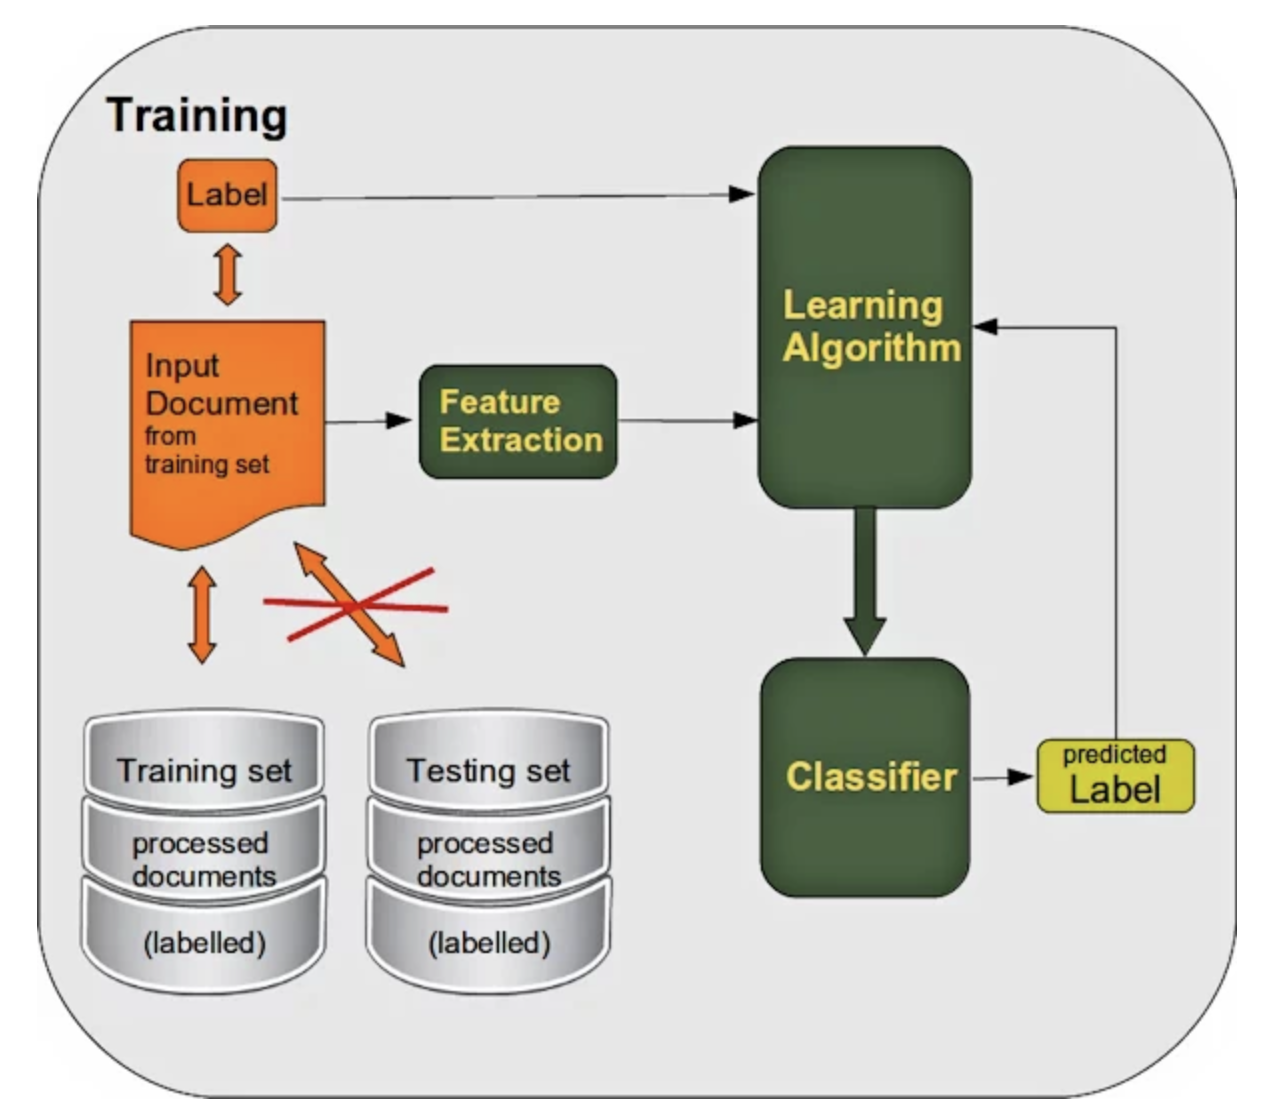 Training
Label
Input
Document
from
training set
Feature
Extraction
Learning
Algorithm
Training set
processed
documents
(labelled)
Testing set
processed
documents
(labelled)
Classifier
predicted
Label